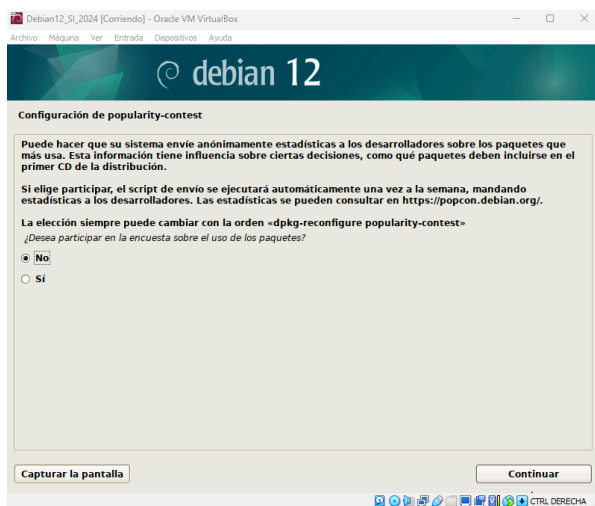 Debian12_SI_2024 [Corriendo] - Oracle VM VirtualBox
Archivo Máquina Ver Entrada Dispositivos Ayuda
debian 12
Configuración de popularity-contest
Puede hacer que su sistema envíe anónimamente estadísticas a los desarrolladores sobre los paquetes que
más usa. Esta información tiene influencia sobre ciertas decisiones, como qué paquetes deben incluirse en el
primer CD de la distribución.
Si elige participar, el script de envío se ejecutará automáticamente una vez a la semana, mandando
estadísticas a los desarrolladores. Las estadísticas se pueden consultar en https://popcon.debian.org/.
La elección siempre puede cambiar con la orden «dpkg-reconfigure popularity-contest»
¿Desea participar en la encuesta sobre el uso de los paquetes?
No
Sí
Capturar la pantalla
Continuar
CTRL DERECHA